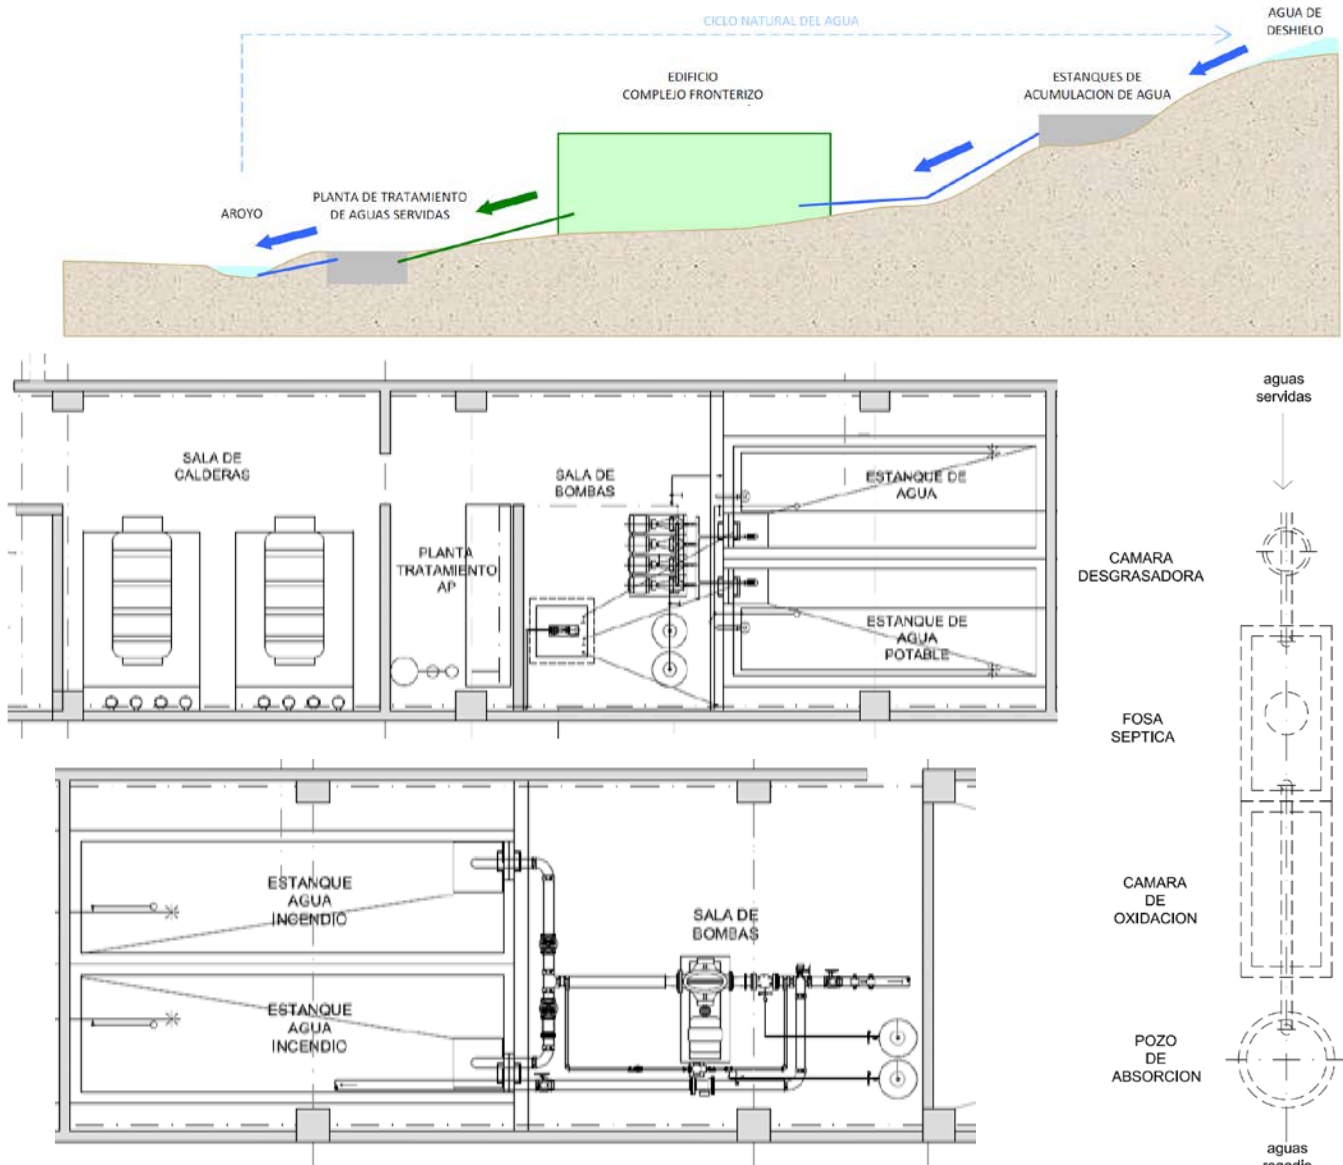 CICLO NATURAL DEL AGUA
AGUA DE
DESHIELO
EDIFICIO
COMPLEJO FRONTERIZO
ESTANQUES DE
ACUMULACION DE AGUA
PLANTA DE TRATAMIENTO
DE AGUAS SERVIDAS
AROYO
SALA DE
CALDERAS
PLANTA
TRATAMIENTO
AP
SALA DE
BOMBAS
ESTANQUE DE
AGUA
ESTANQUE DE
AGUA
POTABLE
ESTANQUE
AGUA
INCENDIO
ESTANQUE
AGUA
INCENDIO
SALA DE
BOMBAS
aguas
servidas
CAMARA
DESGRASADORA
FOSA
SEPTICA
CAMARA
DE
OXIDACION
POZO
DE
ABSORCION
aguas